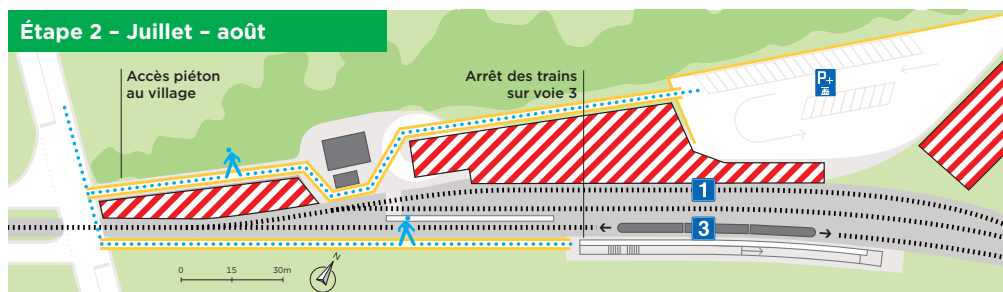 Étape 2 – Juillet – août
Accès piéton
au village
Arrêt des trains
sur voie 3
P+
1
3
0 15 30m
N